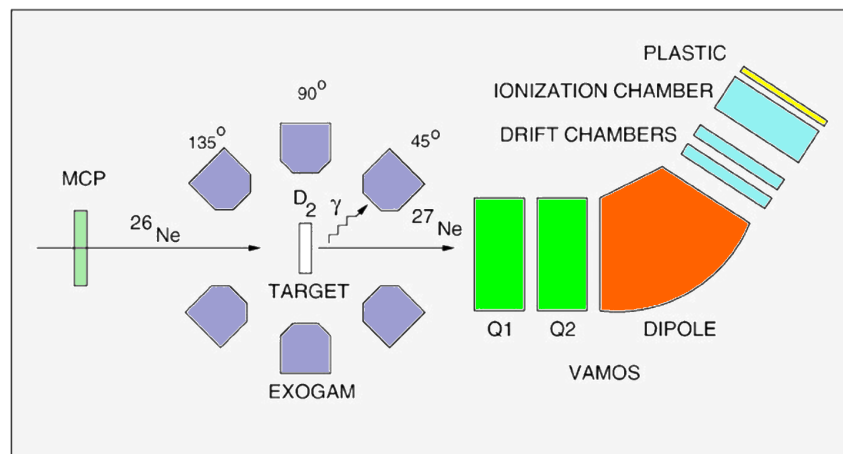 PLASTIC
IONIZATION CHAMBER
DRIFT CHAMBERS
90°
135°
45°
MCP
D₂
γ
²⁶Ne
²⁷Ne
TARGET
Q1
Q2
DIPOLE
VAMOS
EXOGAM